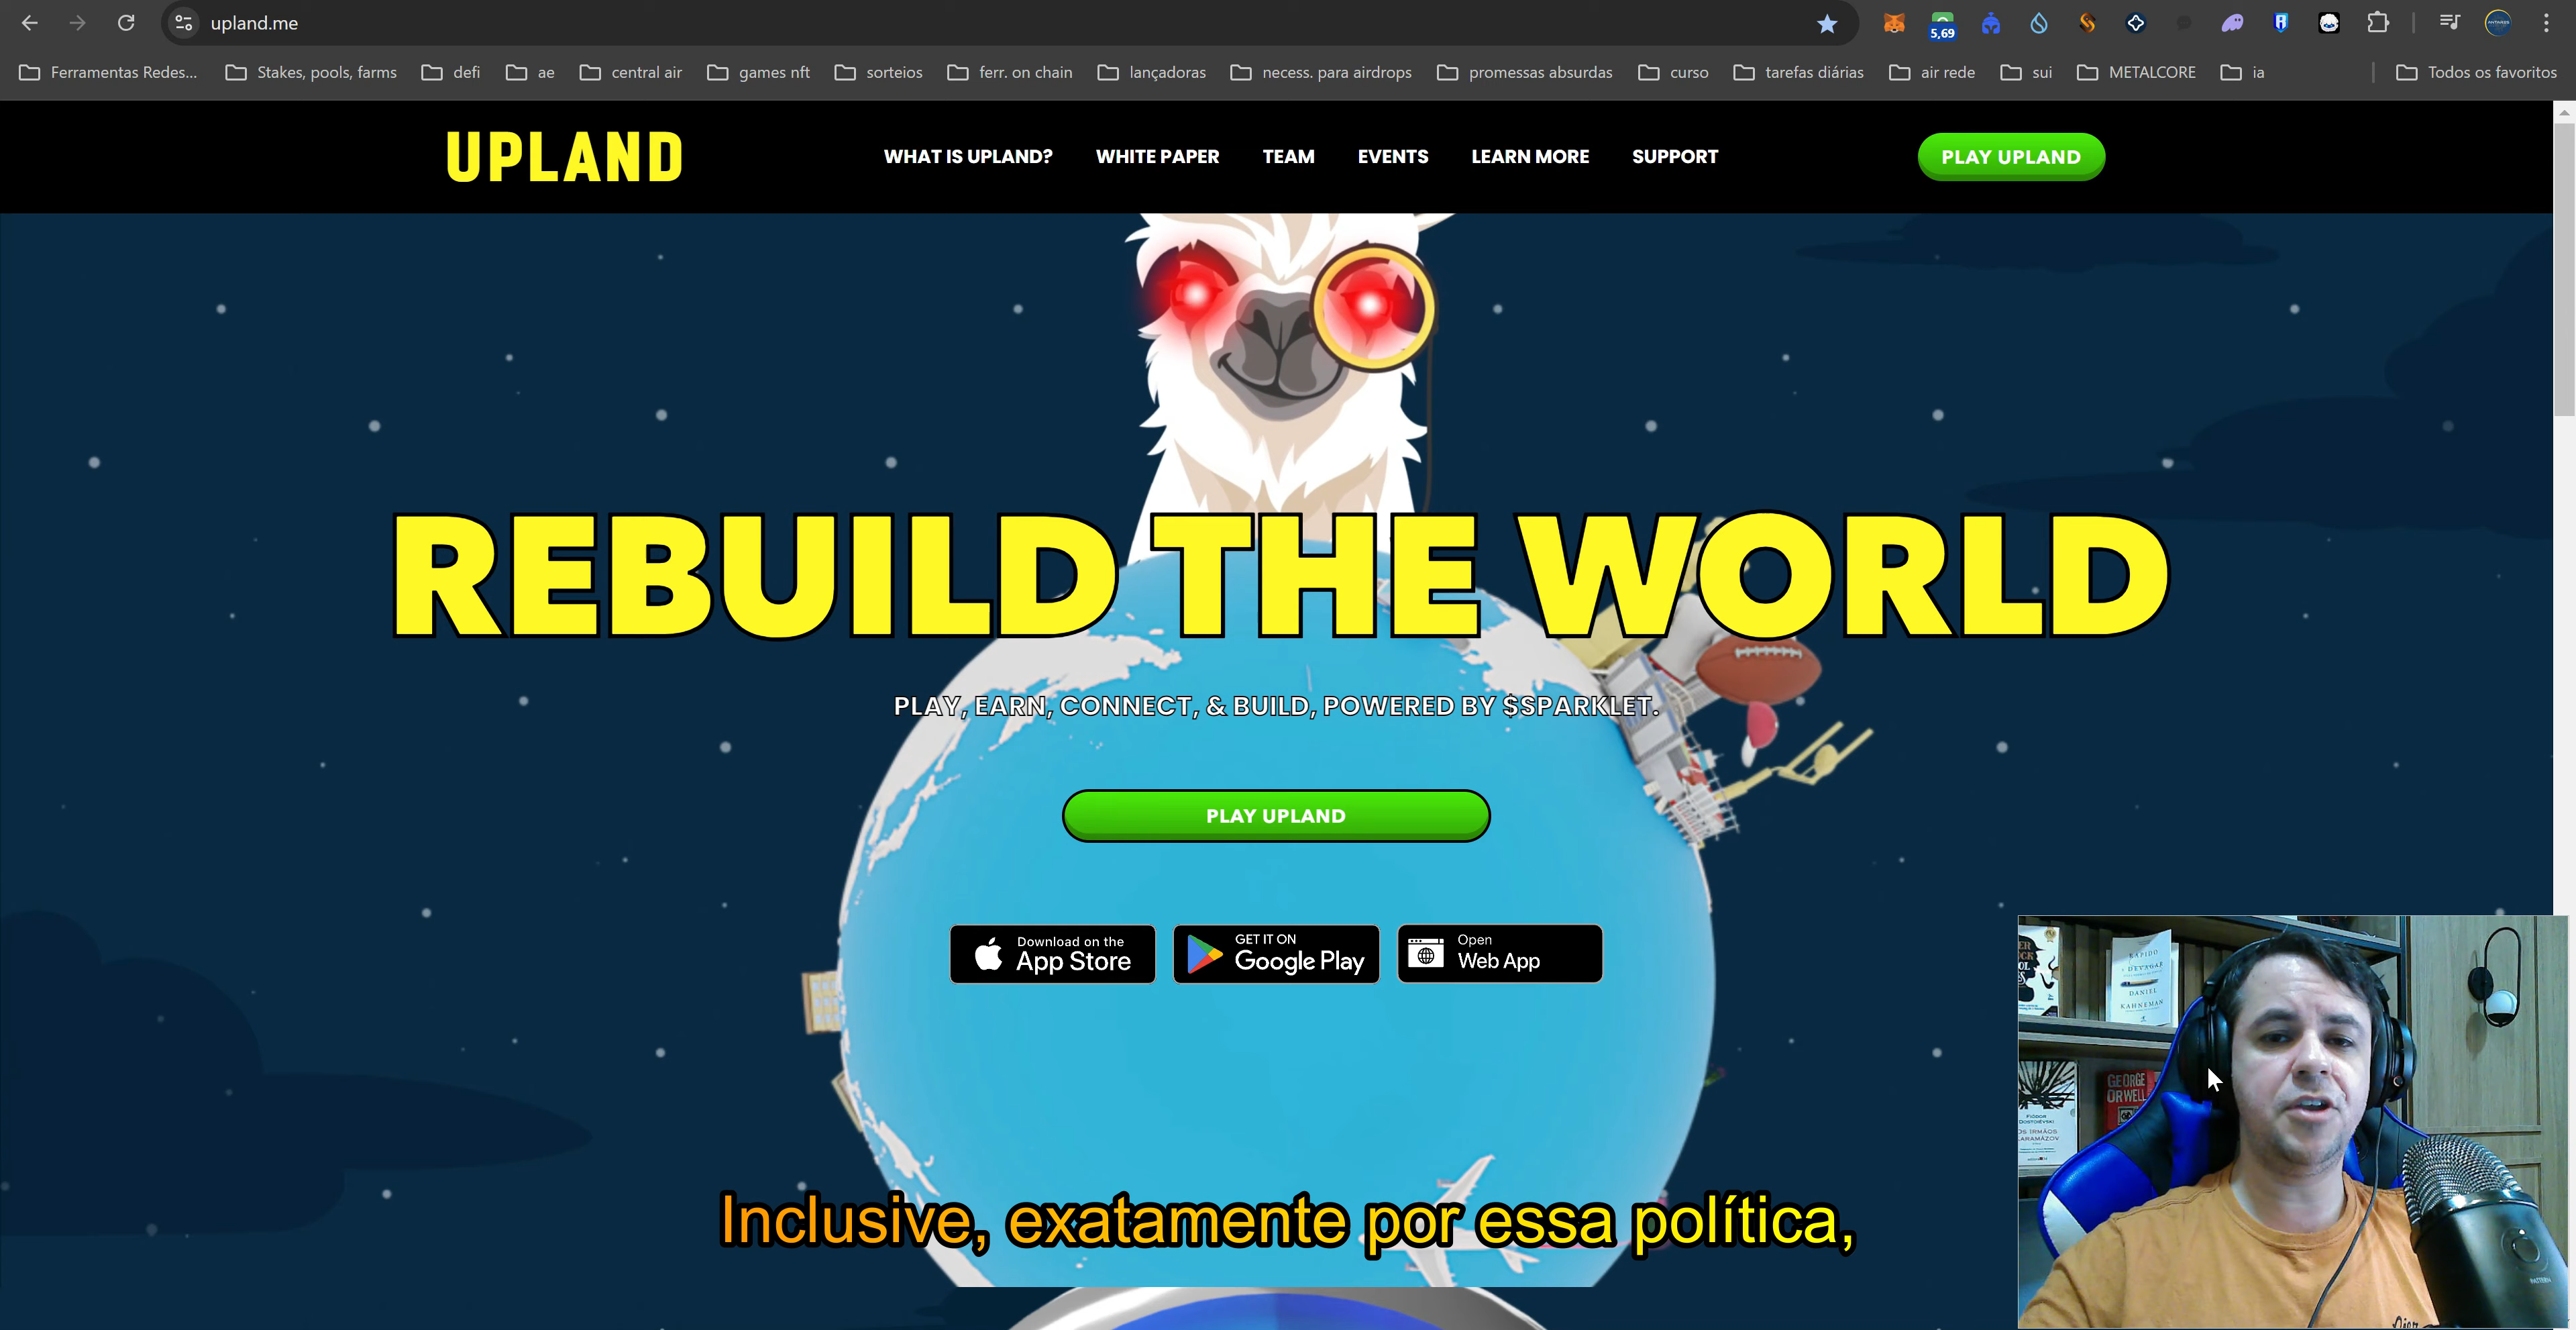 upland.me
5,69
Ferramentas Redes...
Stakes, pools, farms
defi
ae
central air
games nft
sorteios
ferr. on chain
lançadoras
necess. para airdrops
promessas absurdas
curso
tarefas diárias
air rede
sui
METALCORE
ia
Todos os favoritos
UPLAND
WHAT IS UPLAND?
WHITE PAPER
TEAM
EVENTS
LEARN MORE
SUPPORT
PLAY UPLAND
REBUILD THE WORLD
PLAY, EARN, CONNECT, & BUILD, POWERED BY $SPARKLET.
PLAY UPLAND
Download on the
App Store
GET IT ON
Google Play
Open
Web App
RÁPIDO
E DEVAGAR
DANIEL
KAHNEMAN
GEORGE
ORWELL
FIÓDOR
DOSTOIÉVSKI
Inclusive, exatamente por essa política,